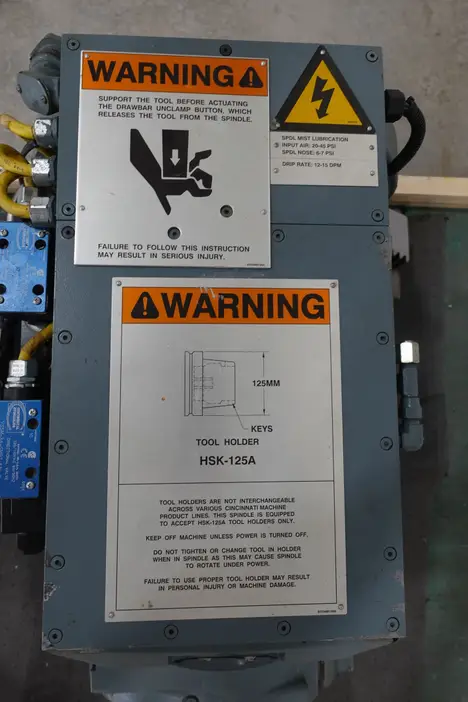 WARNING
SUPPORT THE TOOL BEFORE ACTUATING
THE DRAWBAR UNCLAMP BUTTON, WHICH
RELEASES THE TOOL FROM THE SPINDLE.
FAILURE TO FOLLOW THIS INSTRUCTION
MAY RESULT IN SERIOUS INJURY.
SPDL MIST LUBRICATION
INPUT AIR: 20-45 PSI
SPDL NOSE: 6-7 PSI
DRIP RATE: 12-15 DPM
WARNING
125MM
KEYS
TOOL HOLDER
HSK-125A
TOOL HOLDERS ARE NOT INTERCHANGEABLE
ACROSS VARIOUS CINCINNATI MACHINE
PRODUCT LINES. THIS SPINDLE IS EQUIPPED
TO ACCEPT HSK-125A TOOL HOLDERS ONLY.
KEEP OFF MACHINE UNLESS POWER IS TURNED OFF.
DO NOT TIGHTEN OR CHANGE TOOL IN HOLDER
WHEN IN SPINDLE AS THIS MAY CAUSE SPINDLE
TO ROTATE UNDER POWER.
FAILURE TO USE PROPER TOOL HOLDER MAY RESULT
IN PERSONAL INJURY OR MACHINE DAMAGE.